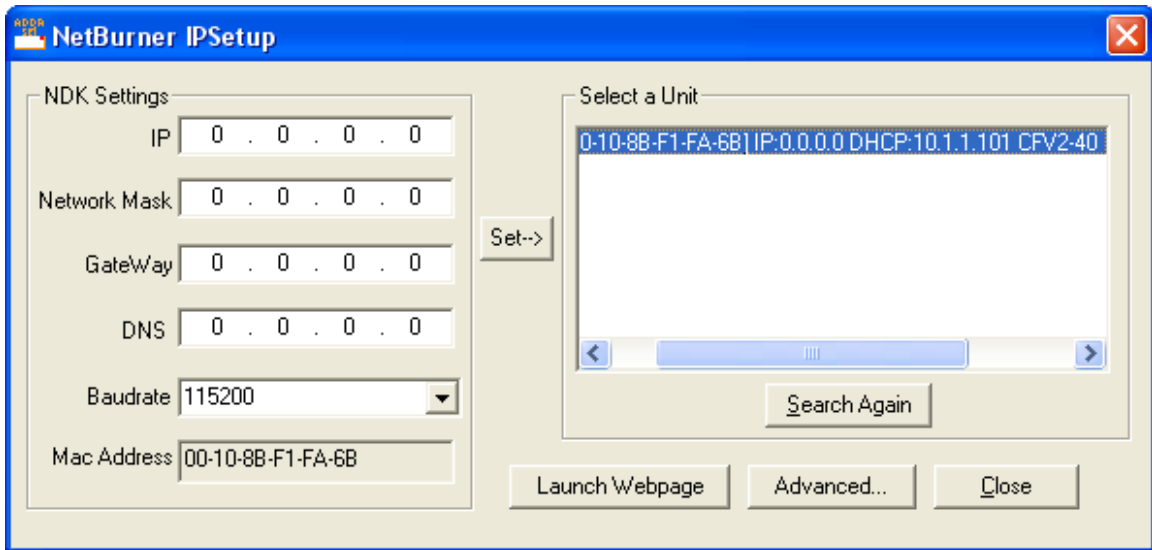 NetBurner IPSetup
NDK Settings
IP 0 . 0 . 0 . 0
Network Mask 0 . 0 . 0 . 0
GateWay 0 . 0 . 0 . 0
DNS 0 . 0 . 0 . 0
Baudrate 115200
Mac Address 00-10-8B-F1-FA-6B
Set-->
Select a Unit
0-10-8B-F1-FA-6B] IP:0.0.0.0 DHCP:10.1.1.101 CFV2-40
Search Again
Launch Webpage
Advanced...
Close